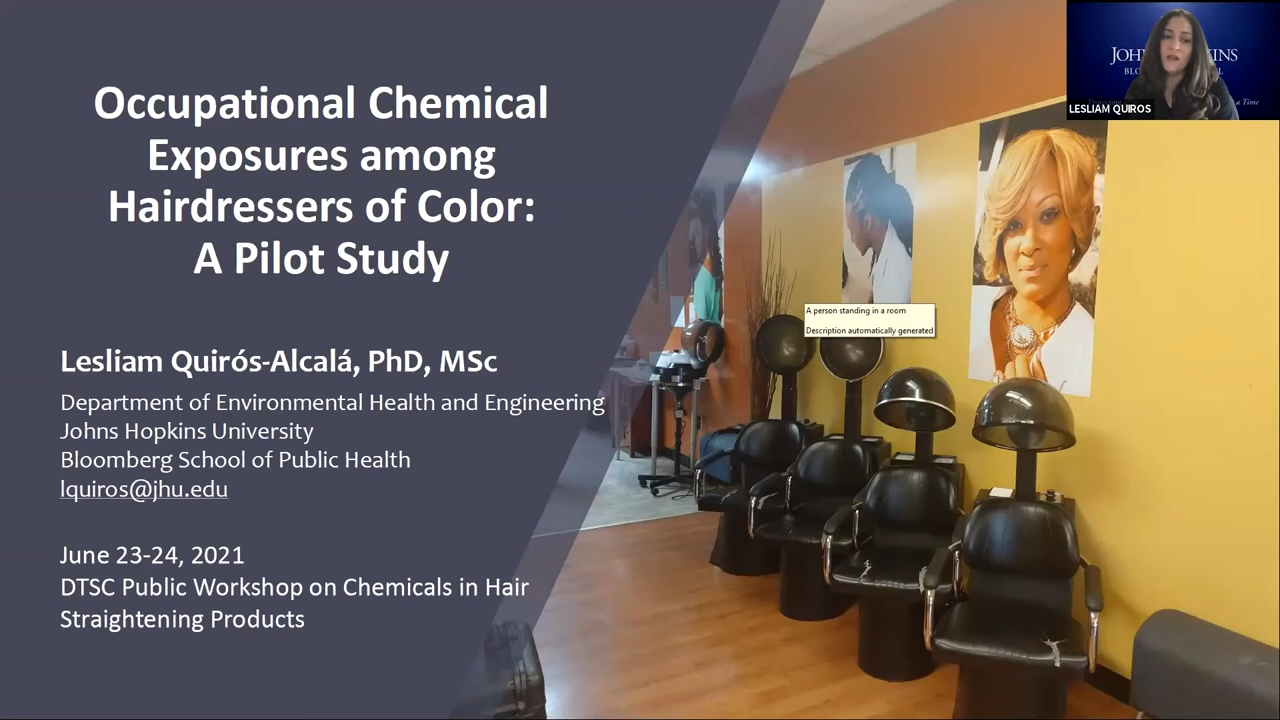 Occupational Chemical
Exposures among
Hairdressers of Color:
A Pilot Study
Lesliam Quirós-Alcalá, PhD, MSc
Department of Environmental Health and Engineering
Johns Hopkins University
Bloomberg School of Public Health
lquiros@jhu.edu
June 23-24, 2021
DTSC Public Workshop on Chemicals in Hair
Straightening Products
A person standing in a room
Description automatically generated
LESLIAM QUIROS
a Time